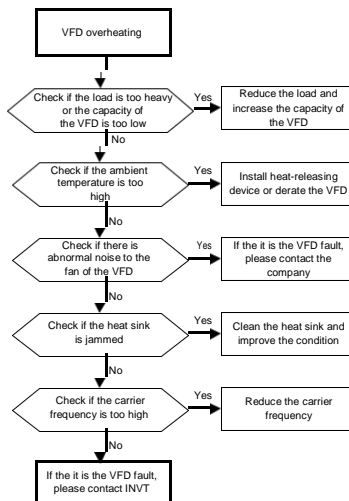 VFD overheating
Check if the load is too heavy
or the capacity of
the VFD is too low
Yes
Reduce the load and
increase the capacity of
the VFD
No
Check if the ambient
temperature is too
high
Yes
Install heat-releasing
device or derate the VFD
No
Check if there is
abnormal noise to the
fan of the VFD
Yes
If the it is the VFD fault,
please contact the
company
No
Check if the heat sink
is jammed
Yes
Clean the heat sink and
improve the condition
No
Check if the carrier
frequency is too high
Yes
Reduce the carrier
frequency
No
If the it is the VFD fault,
please contact INVT